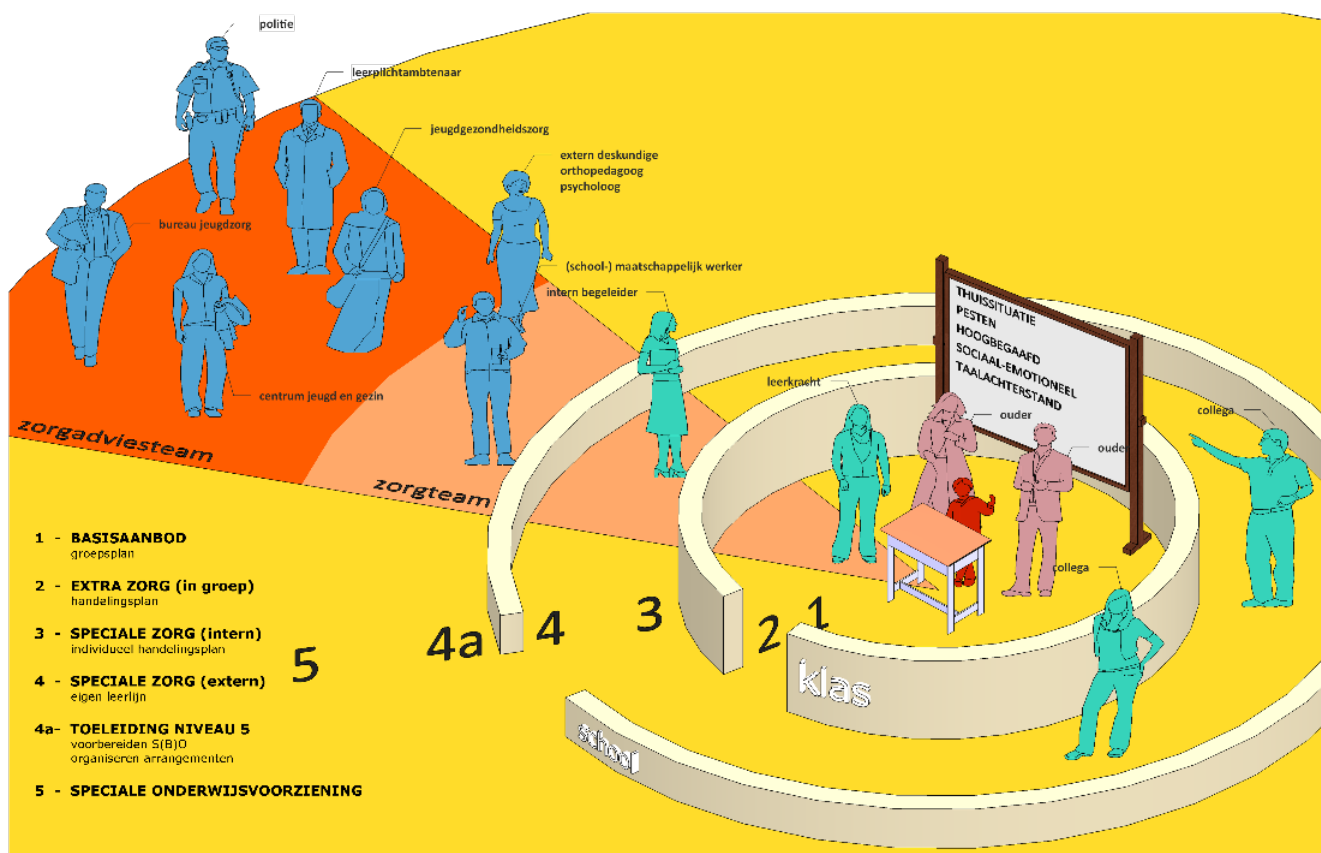 politie
leerplichtambtenaar
jeugdgezondheidszorg
extern deskundige
orthopedagoog
psycholoog
bureau jeugdzorg
(school-) maatschappelijk werker
intern begeleider
centrum jeugd en gezin
leerkracht
ouder
ouder
collega
collega
THUISSITUATIE
PESTEN
HOOGBEGAAFD
SOCIAAL-EMOTIONEEL
TAALACHTERSTAND
zorgadviesteam
zorgteam
1 - BASISAANBOD
groepsplan
2 - EXTRA ZORG (in groep)
handelingsplan
3 - SPECIALE ZORG (intern)
individueel handelingsplan
4 - SPECIALE ZORG (extern)
eigen leerlijn
4a- TOELEIDING NIVEAU 5
voorbereiden S(B)O
organiseren arrangementen
5 - SPECIALE ONDERWIJSVOORZIENING
5
4a
4
3
2
1
klas
school